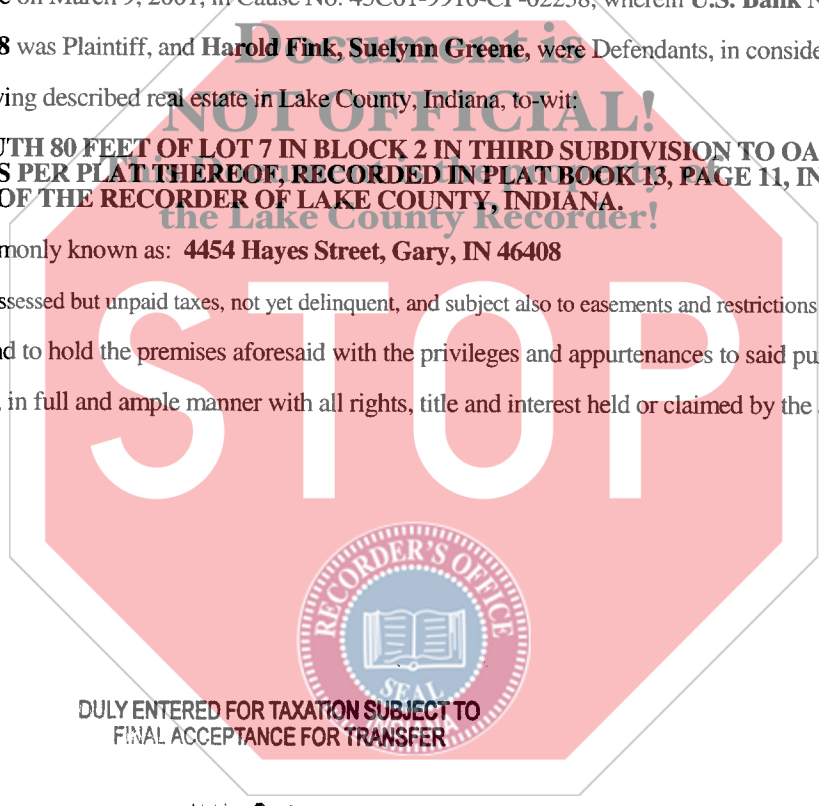 on March 9, 2001, in Cause No. 45C01-9910-CP-02238, wherein U.S. Bank
8 was Plaintiff, and Harold Fink, Suelynn Greene, were Defendants, in conside
Document is
ving described real estate in Lake County, Indiana, to-wit:
NOT OFFICIAL!
UTH 80 FEET OF LOT 7 IN BLOCK 2 IN THIRD SUBDIVISION TO OA
This Document is the property of
S PER PLAT THEREOF, RECORDED IN PLAT BOOK 13, PAGE 11, IN
OF THE RECORDER OF LAKE COUNTY, INDIANA.
the Lake County Recorder!
monly known as: 4454 Hayes Street, Gary, IN 46408
ssessed but unpaid taxes, not yet delinquent, and subject also to easements and restrictions
d to hold the premises aforesaid with the privileges and appurtenances to said pu
in full and ample manner with all rights, title and interest held or claimed by the
STOP
RECORDER'S OFFICE
SEAL
INDIANA
DULY ENTERED FOR TAXATION SUBJECT TO
FINAL ACCEPTANCE FOR TRANSFER